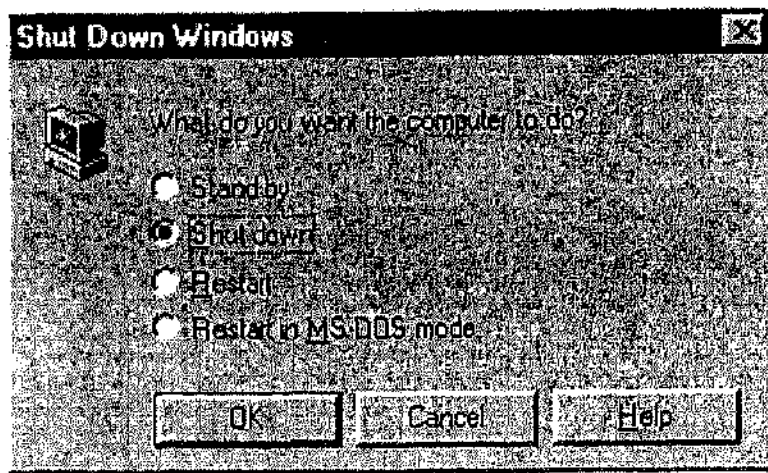 Shut Down Windows
What do you want the computer to do?
Stand by
Shut down
Restart
Restart in MS-DOS mode
OK Cancel Help